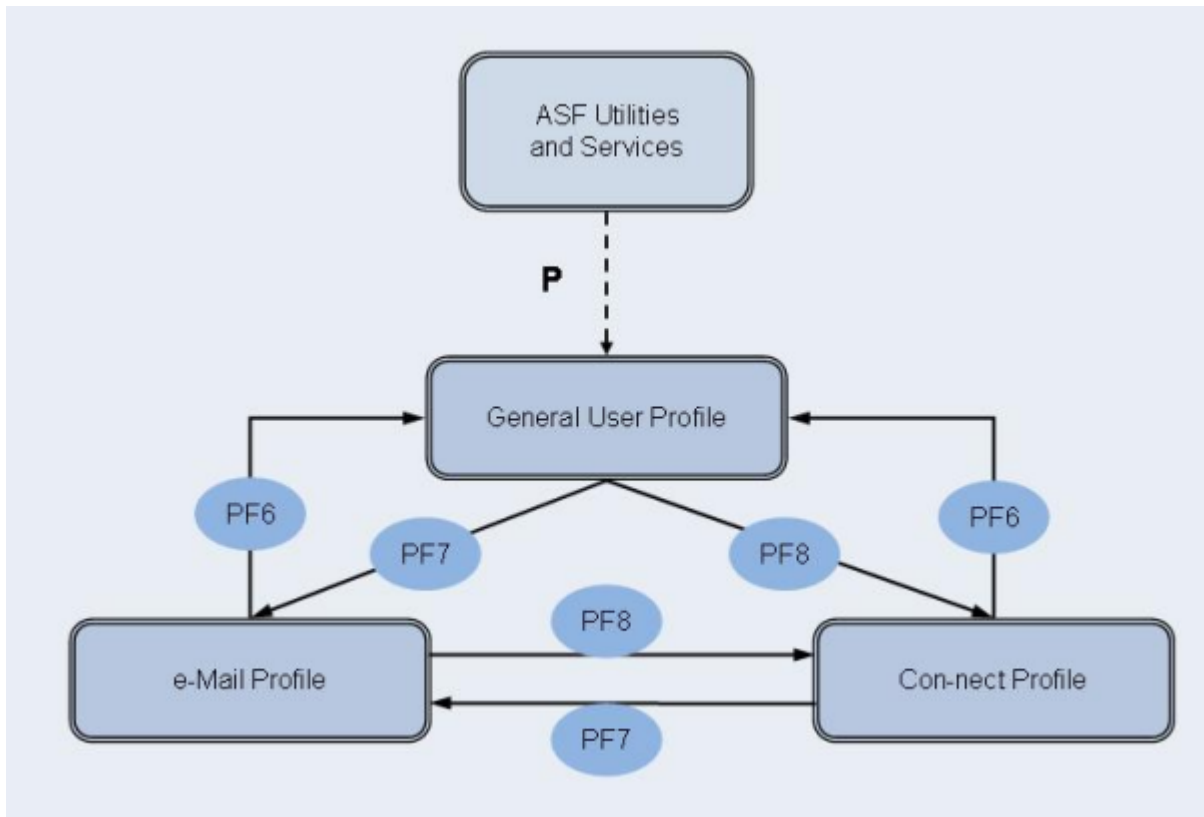 ASF Utilities
and Services
P
General User Profile
PF6
PF6
PF7
PF8
PF8
e-Mail Profile
Con-nect Profile
PF7